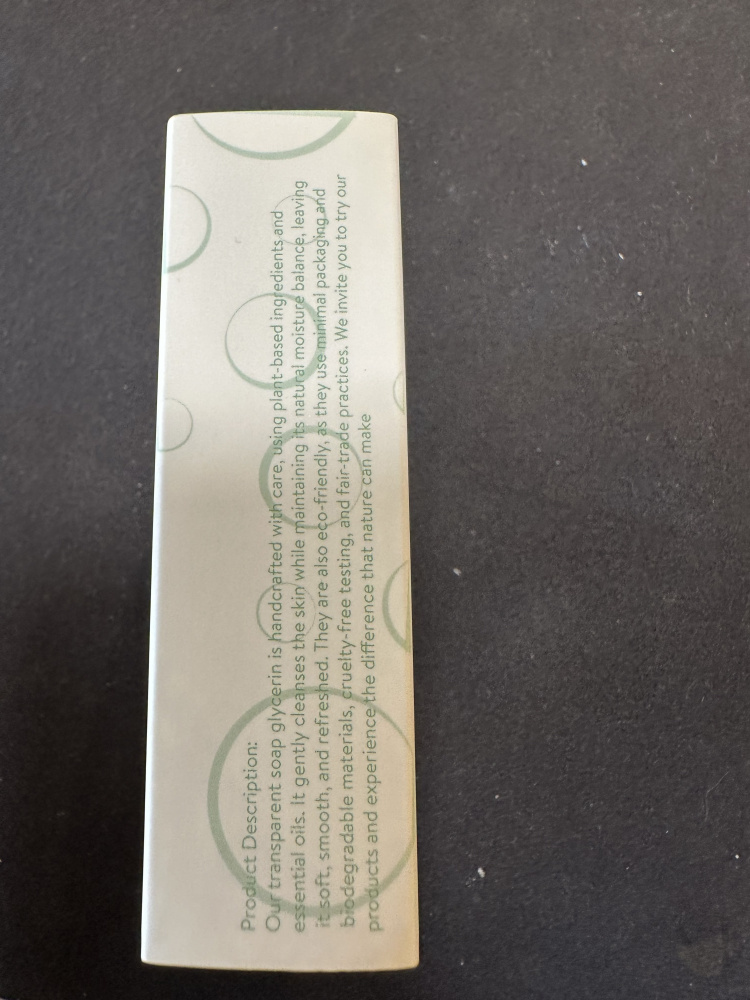 Product Description:
Our transparent soap glycerin is handcrafted with care, using plant-based ingredients and
essential oils. It gently cleanses the skin while maintaining its natural moisture balance, leaving
it soft, smooth, and refreshed. They are also eco-friendly, as they use minimal packaging and
biodegradable materials, cruelty-free testing, and fair-trade practices. We invite you to try our
products and experience the difference that nature can make